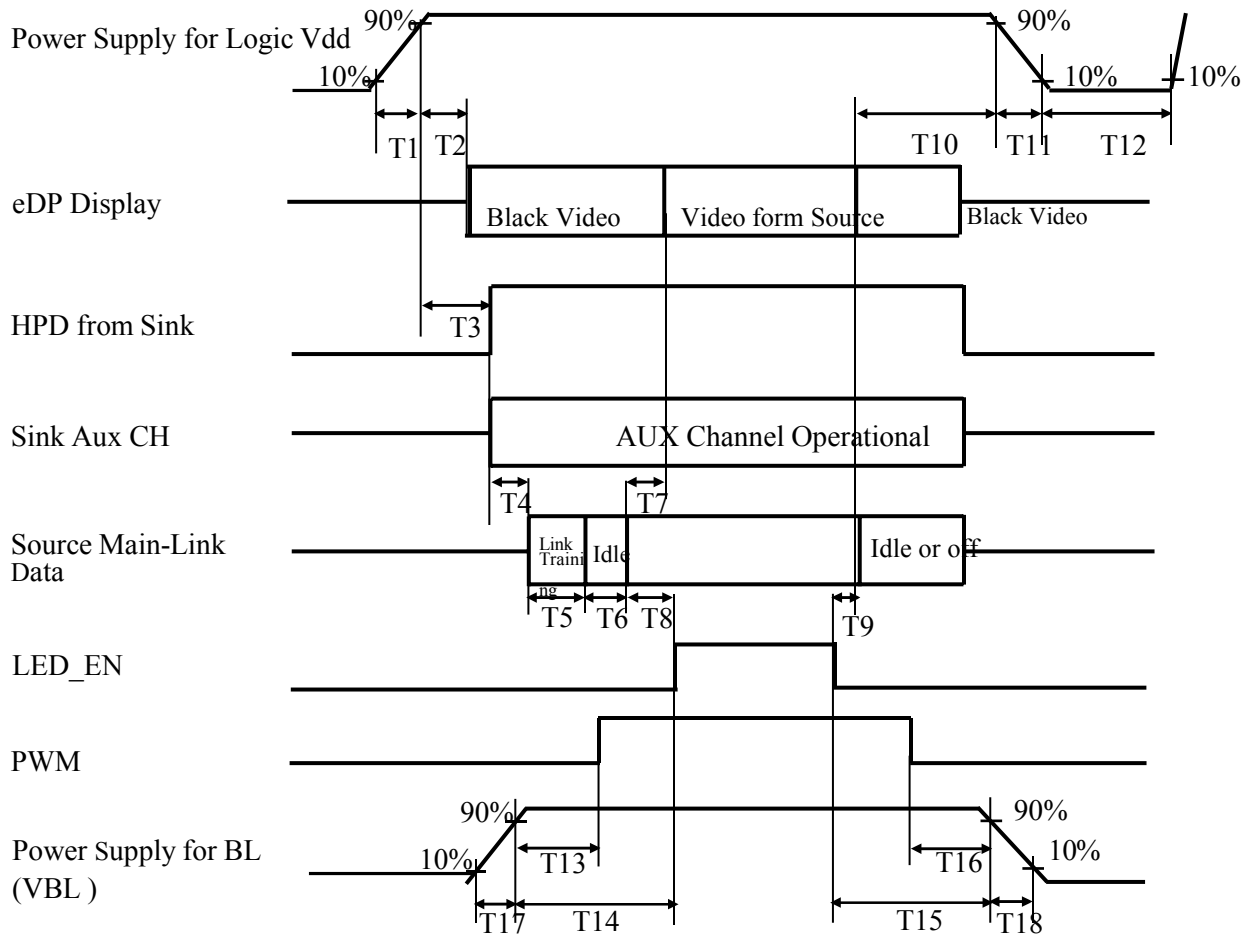 90%
90%
Power Supply for Logic Vdd
10%
10%
10%
T1
T2
T10
T11
T12
eDP Display
Black Video
Video form Source
Black Video
HPD from Sink
T3
Sink Aux CH
AUX Channel Operational
T4
T7
Source Main-Link
Data
Link
Traini
ng
Idle
Idle or off
T5
T6
T8
T9
LED_EN
PWM
90%
90%
Power Supply for BL
(VBL )
10%
10%
T13
T16
T17
T14
T15
T18